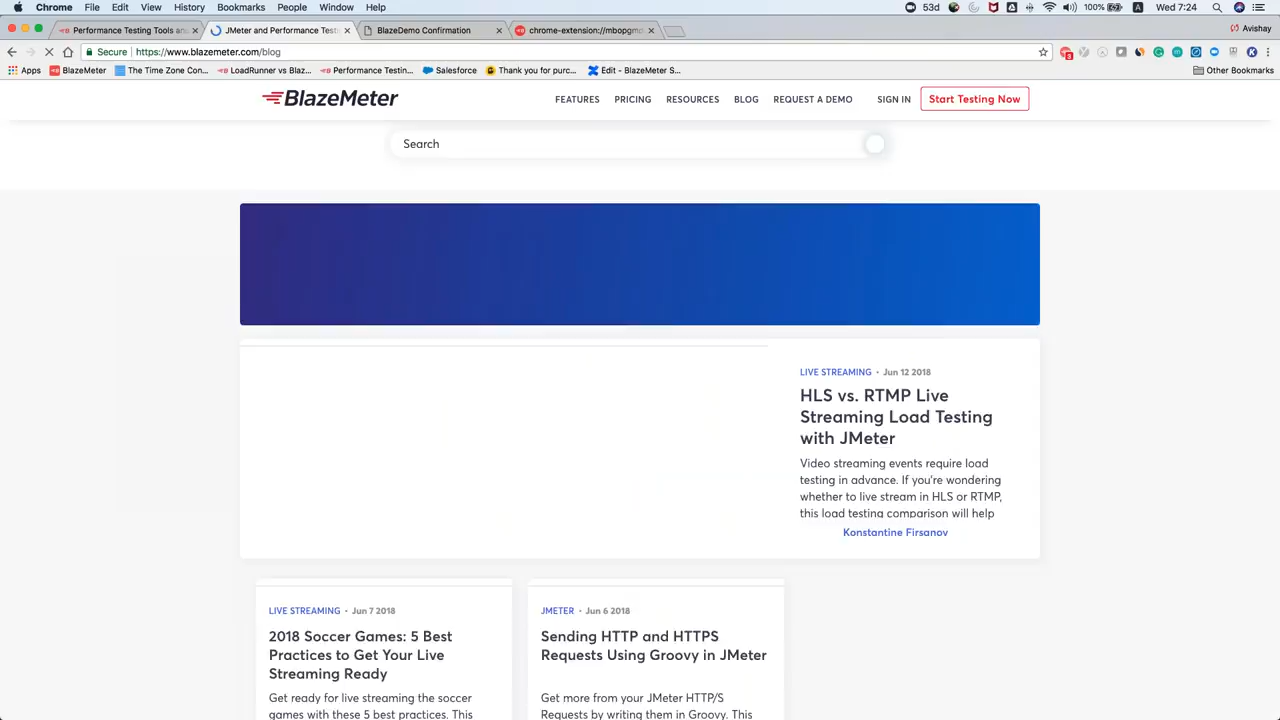 Chrome File Edit View History Bookmarks People Window Help 53d 100% Wed 7:24
Performance Testing Tools an JMeter and Performance Testi BlazeDemo Confirmation chrome-extension://mbopgmo Avishay
Secure https://www.blazemeter.com/blog
Apps BlazeMeter The Time Zone Con... LoadRunner vs Blaz... Performance Testin... Salesforce Thank you for purc... Edit - BlazeMeter S... Other Bookmarks
BlazeMeter FEATURES PRICING RESOURCES BLOG REQUEST A DEMO SIGN IN Start Testing Now
Search
LIVE STREAMING • Jun 12 2018
HLS vs. RTMP Live
Streaming Load Testing
with JMeter
Video streaming events require load
testing in advance. If you're wondering
whether to live stream in HLS or RTMP,
this load testing comparison will help
Konstantine Firsanov
LIVE STREAMING • Jun 7 2018
2018 Soccer Games: 5 Best
Practices to Get Your Live
Streaming Ready
Get ready for live streaming the soccer
games with these 5 best practices. This
JMETER • Jun 6 2018
Sending HTTP and HTTPS
Requests Using Groovy in JMeter
Get more from your JMeter HTTP/S
Requests by writing them in Groovy. This